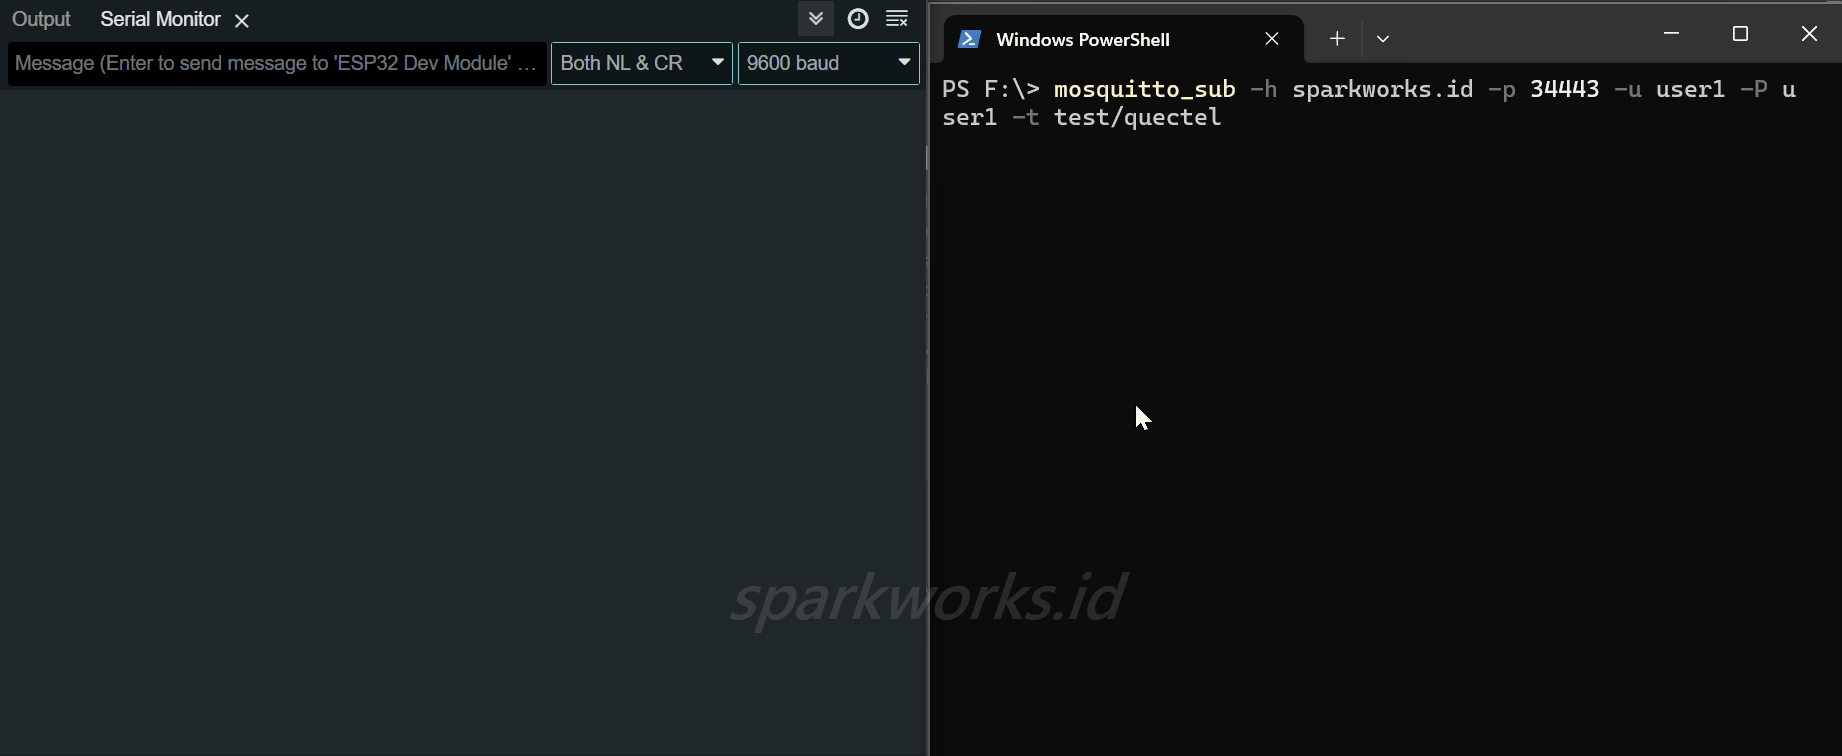 Output
Serial Monitor
Message (Enter to send message to 'ESP32 Dev Module' ...
Both NL & CR
9600 baud
Windows PowerShell
PS F:\> mosquitto_sub -h sparkworks.id -p 34443 -u user1 -P u
ser1 -t test/quectel
sparkworks.id